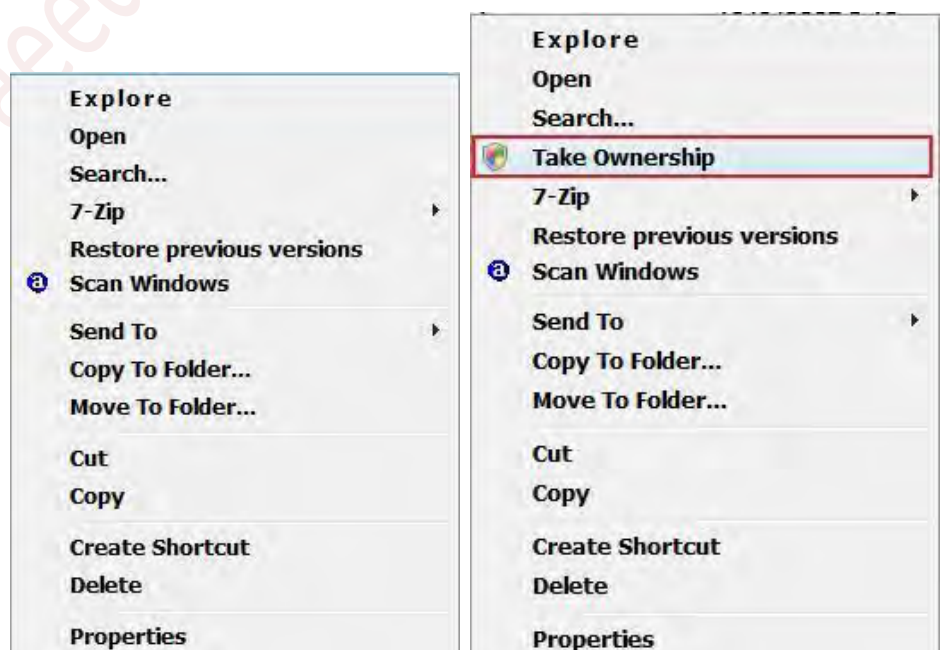 Explore
Open
Search...
7-Zip
Restore previous versions
Scan Windows
Send To
Copy To Folder...
Move To Folder...
Cut
Copy
Create Shortcut
Delete
Properties
Explore
Open
Search...
Take Ownership
7-Zip
Restore previous versions
Scan Windows
Send To
Copy To Folder...
Move To Folder...
Cut
Copy
Create Shortcut
Delete
Properties